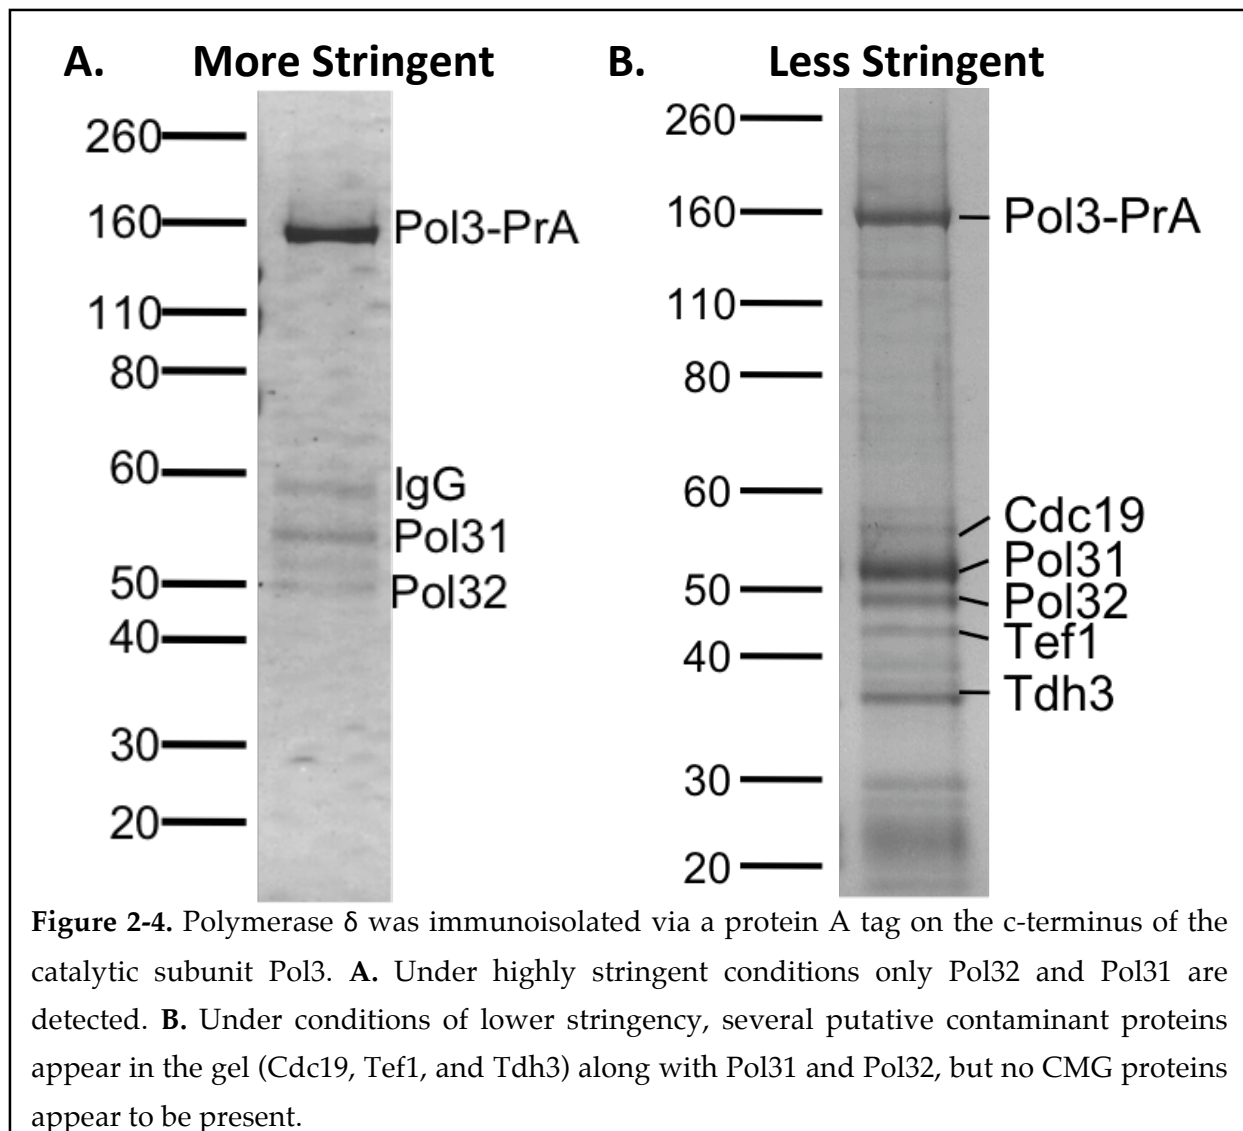 A. More Stringent
260
160
110
80
60
50
40
30
20
Pol3-PrA
IgG
Pol31
Pol32
B. Less Stringent
260
160
110
80
60
50
40
30
20
Pol3-PrA
Cdc19
Pol31
Pol32
Tef1
Tdh3
Figure 2-4. Polymerase δ was immunoisolated via a protein A tag on the c-terminus of the
catalytic subunit Pol3. A. Under highly stringent conditions only Pol32 and Pol31 are
detected. B. Under conditions of lower stringency, several putative contaminant proteins
appear in the gel (Cdc19, Tef1, and Tdh3) along with Pol31 and Pol32, but no CMG proteins
appear to be present.